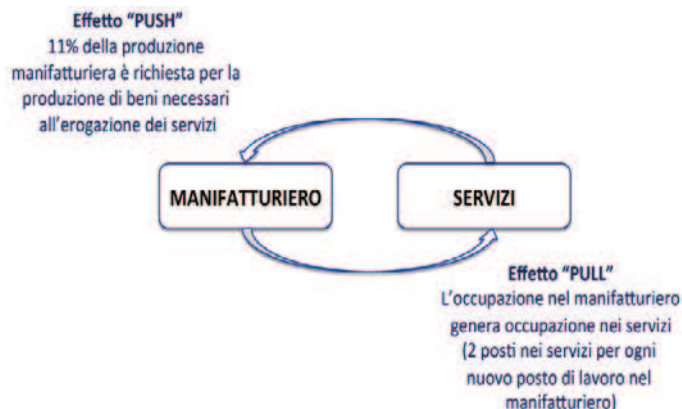 Effetto “PUSH”
11% della produzione
manifatturiera è richiesta per la
produzione di beni necessari
all’erogazione dei servizi
MANIFATTURIERO
SERVIZI
Effetto “PULL”
L’occupazione nel manifatturiero
genera occupazione nei servizi
(2 posti nei servizi per ogni
nuovo posto di lavoro nel
manifatturiero)